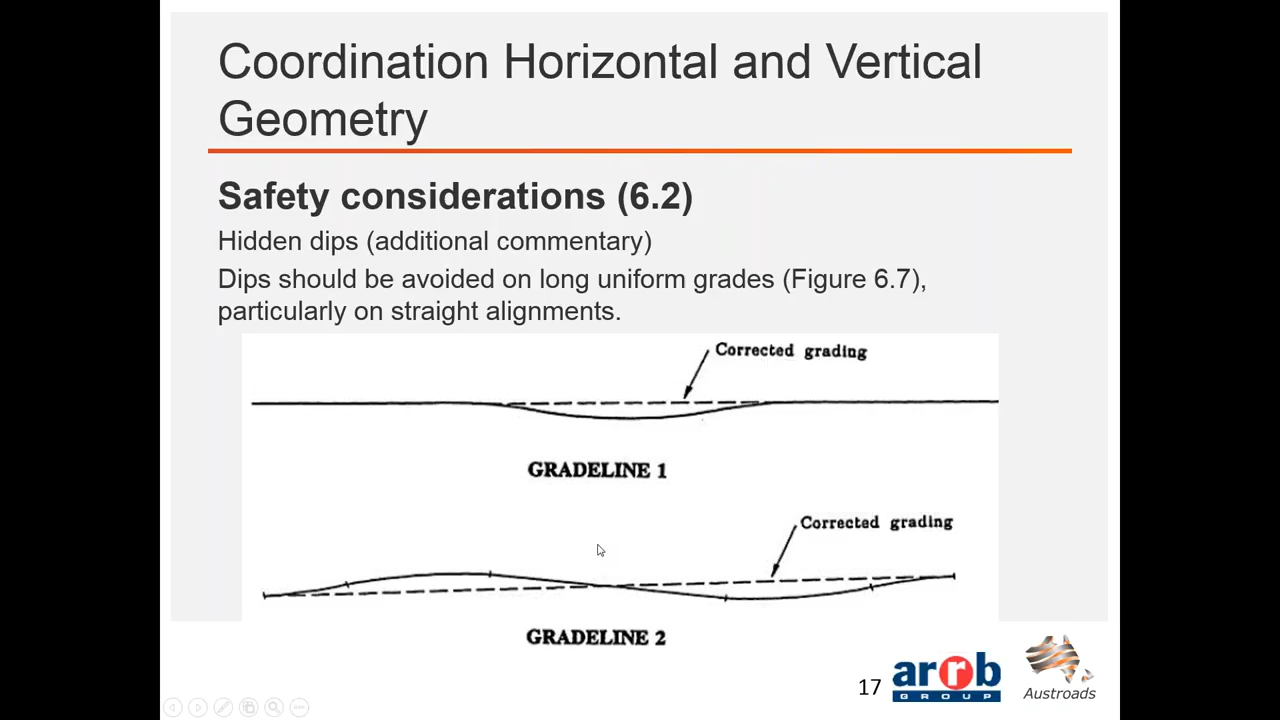 Coordination Horizontal and Vertical
Geometry
Safety considerations (6.2)
Hidden dips (additional commentary)
Dips should be avoided on long uniform grades (Figure 6.7),
particularly on straight alignments.
Corrected grading
GRADELINE 1
Corrected grading
GRADELINE 2
17
arrb
GROUP
Austroads